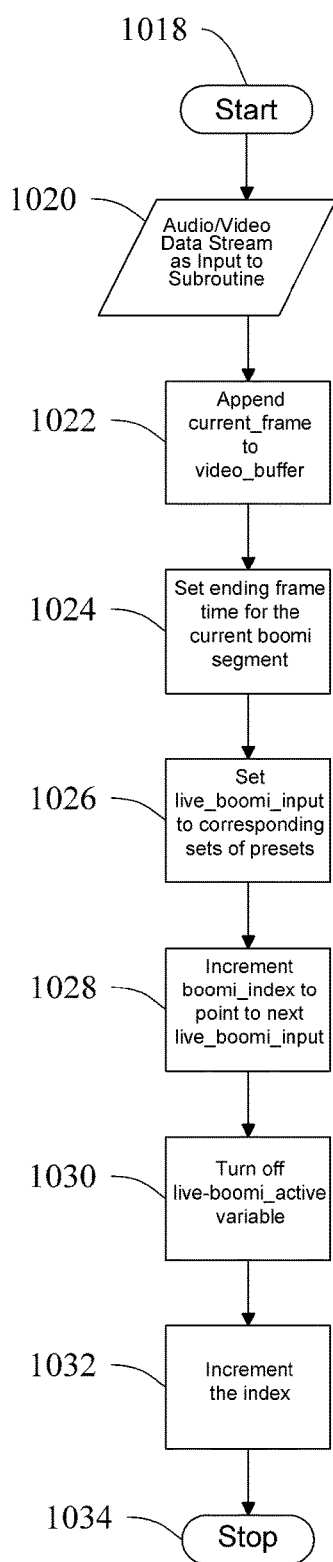 1018
Start
1020
Audio/Video
Data Stream
as Input to
Subroutine
1022
Append
current_frame
to
video_buffer
1024
Set ending frame
time for the
current boomi
segment
1026
Set
live_boomi_input
to corresponding
sets of presets
1028
Increment
boomi_index to
point to next
live_boomi_input
1030
Turn off
live-boomi_active
variable
1032
Increment
the index
1034
Stop